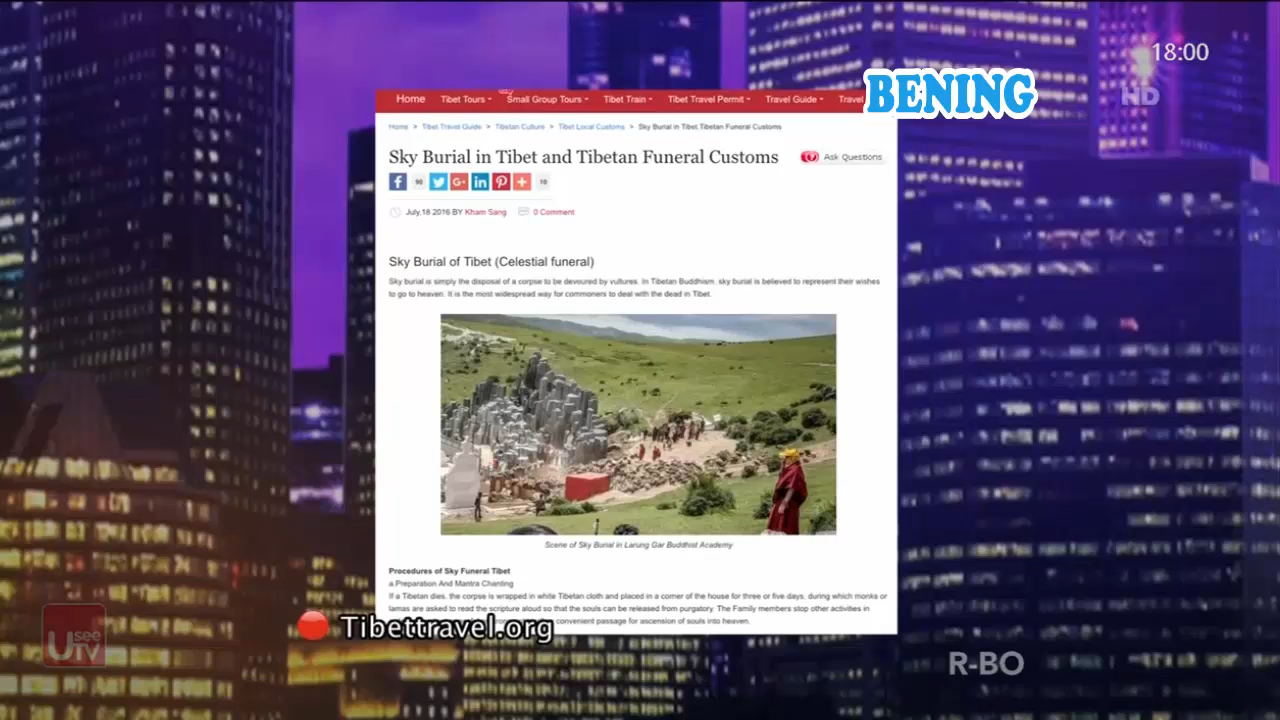 18:00
BENING
HD
Home Tibet Tours Small Group Tours Tibet Train Tibet Travel Permit Travel Guide Travel
Home > Tibet Travel Guide > Tibetan Culture > Tibet Local Customs > Sky Burial in Tibet,Tibetan Funeral Customs
Sky Burial in Tibet and Tibetan Funeral Customs
Ask Questions
90
10
July,18 2016 BY Kham Sang 0 Comment
Sky Burial of Tibet (Celestial funeral)
Sky burial is simply the disposal of a corpse to be devoured by vultures. In Tibetan Buddhism, sky burial is believed to represent their wishes
to go to heaven. It is the most widespread way for commoners to deal with the dead in Tibet.
Scene of Sky Burial in Larung Gar Buddhist Academy
Procedures of Sky Funeral Tibet
a.Preparation And Mantra Chanting
If a Tibetan dies, the corpse is wrapped in white Tibetan cloth and placed in a corner of the house for three or five days, during which monks or
lamas are asked to read the scripture aloud so that the souls can be released from purgatory. The Family members stop other activities in
convenient passage for ascension of souls into heaven.
Tibettravel.org
UseeTV
R-BO